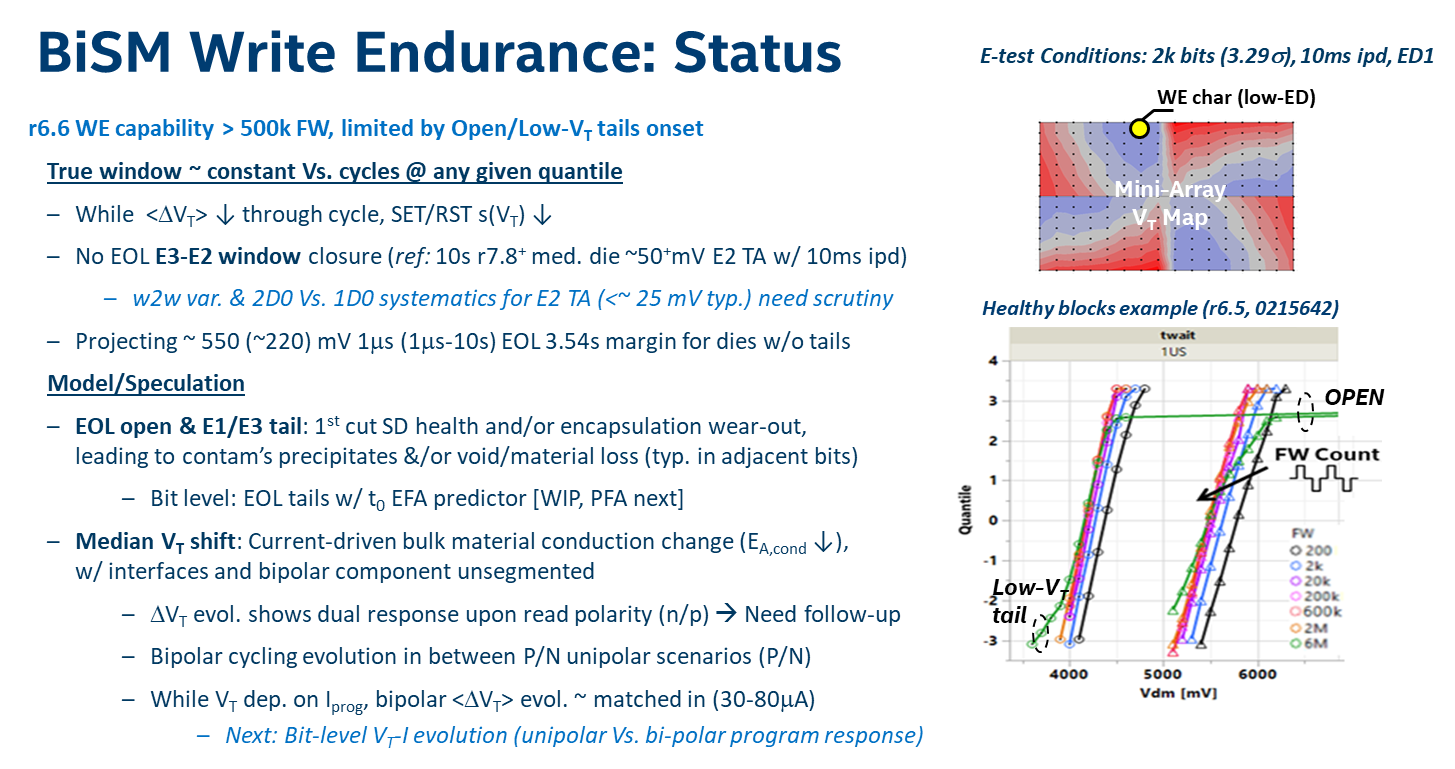 BiSM Write Endurance: Status
E-test Conditions: 2k bits (3.29σ), 10ms ipd, ED1
WE char (low-ED)
Mini-Array
VT Map
r6.6 WE capability > 500k FW, limited by Open/Low-VT tails onset
True window ~ constant Vs. cycles @ any given quantile
– While <ΔVT> ↓ through cycle, SET/RST s(VT) ↓
– No EOL E3-E2 window closure (ref: 10s r7.8+ med. die ~50+mV E2 TA w/ 10ms ipd)
– w2w var. & 2D0 Vs. 1D0 systematics for E2 TA (<~ 25 mV typ.) need scrutiny
– Projecting ~ 550 (~220) mV 1μs (1μs-10s) EOL 3.54s margin for dies w/o tails
Model/Speculation
– EOL open & E1/E3 tail: 1st cut SD health and/or encapsulation wear-out,
leading to contam’s precipitates &/or void/material loss (typ. in adjacent bits)
– Bit level: EOL tails w/ t0 EFA predictor [WIP, PFA next]
– Median VT shift: Current-driven bulk material conduction change (EA,cond ↓),
w/ interfaces and bipolar component unsegmented
– ΔVT evol. shows dual response upon read polarity (n/p) → Need follow-up
– Bipolar cycling evolution in between P/N unipolar scenarios (P/N)
– While VT dep. on Iprog, bipolar <ΔVT> evol. ~ matched in (30-80μA)
– Next: Bit-level VT-I evolution (unipolar Vs. bi-polar program response)
Healthy blocks example (r6.5, 0215642)
twait
1US
4
3
2
1
0
-1
-2
-3
Quantile
OPEN
FW Count
Low-VT
tail
FW
200
2k
20k
200k
600k
2M
6M
4000
5000
6000
Vdm [mV]